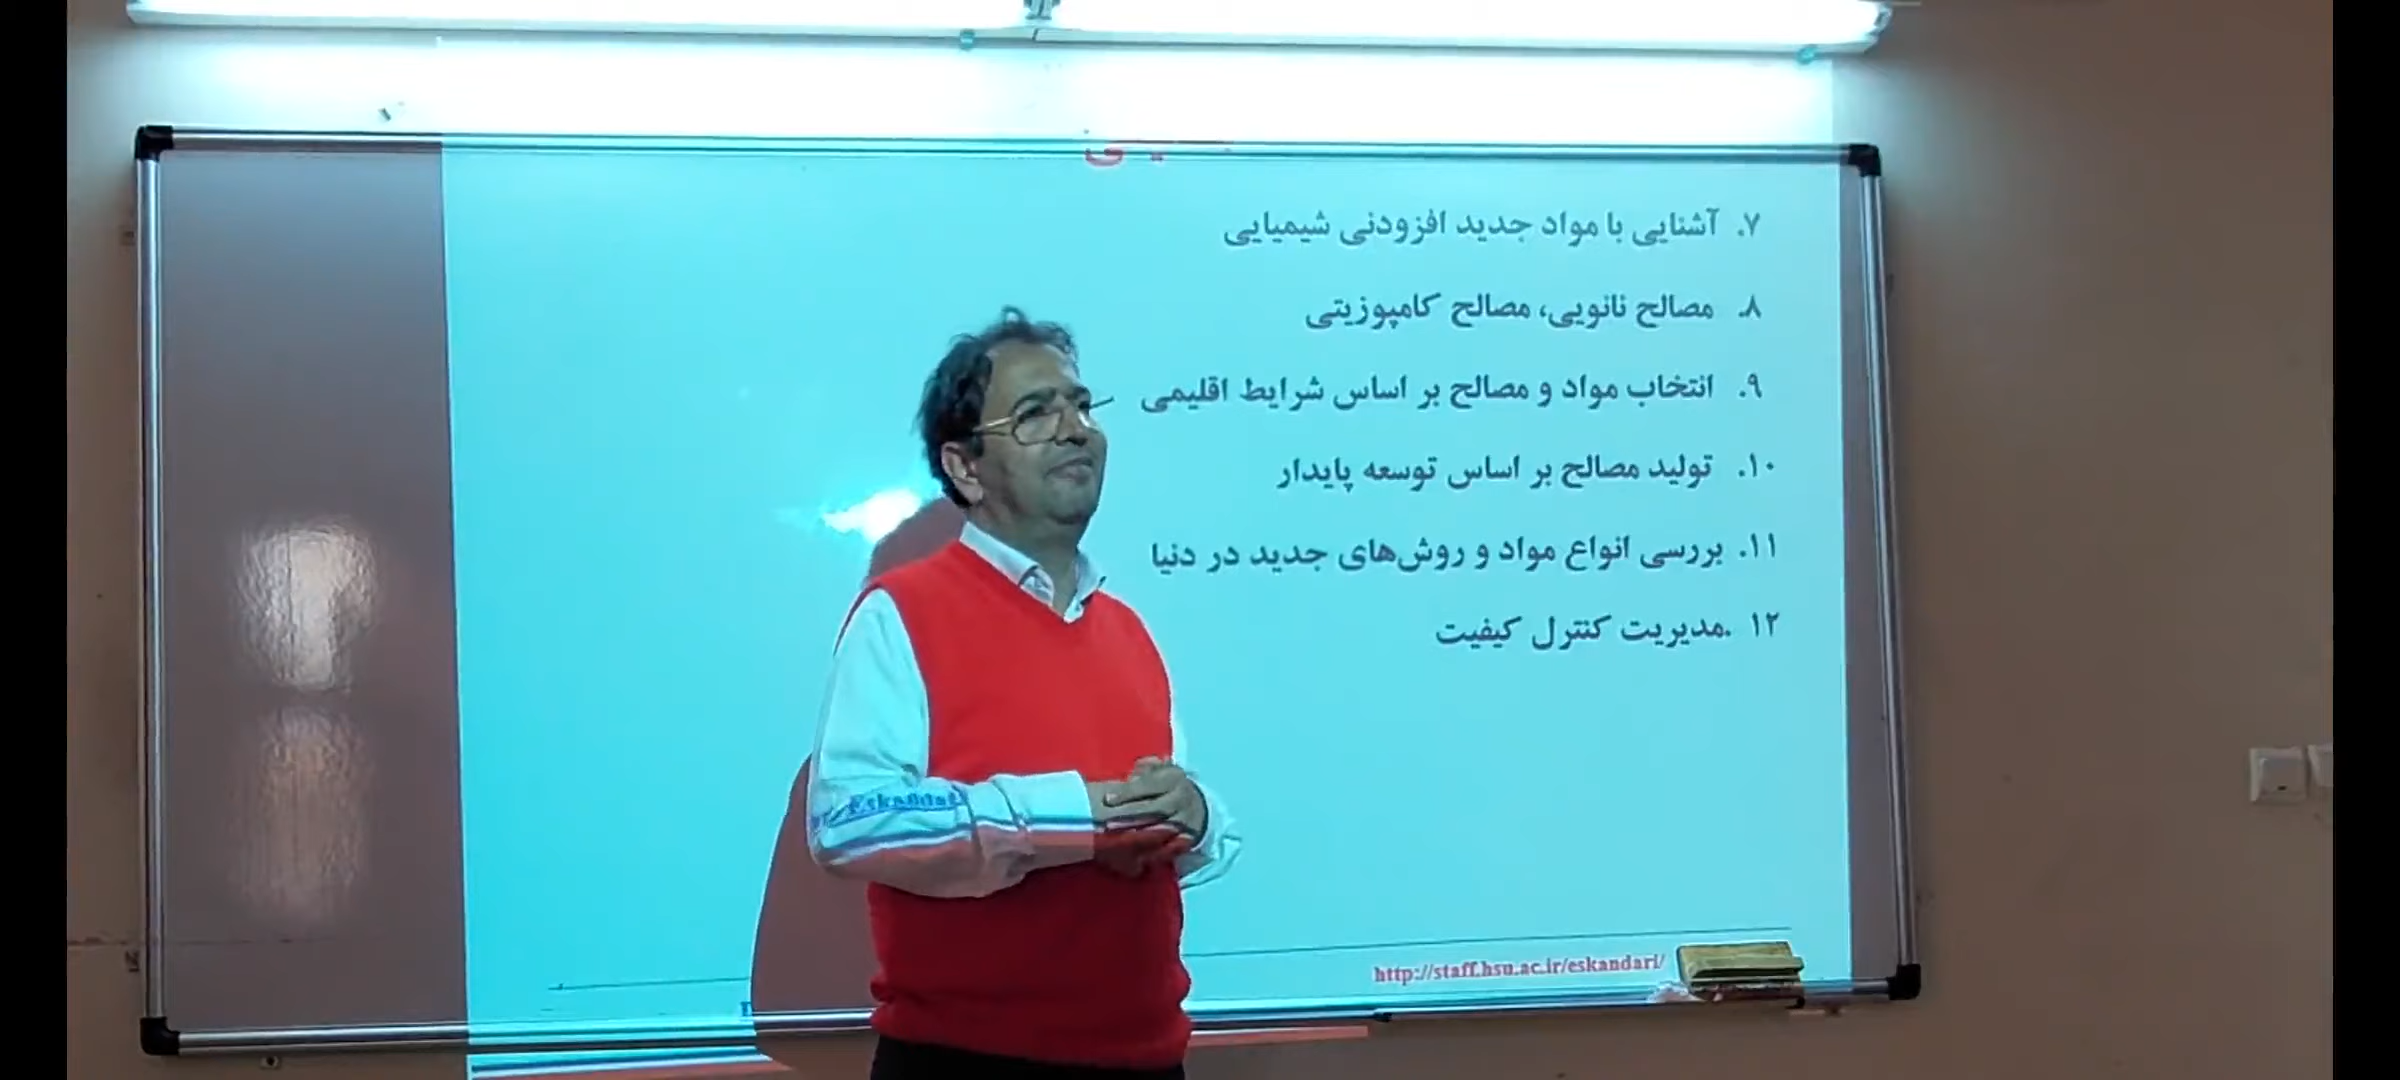 ۷. آشنایی با مواد جدید افزودنی شیمیایی
۸. مصالح نانویی، مصالح کامپوزیتی
۹. انتخاب مواد و مصالح بر اساس شرایط اقلیمی
۱۰. تولید مصالح بر اساس توسعه پایدار
۱۱. بررسی انواع مواد و روش‌های جدید در دنیا
۱۲ .مدیریت کنترل کیفیت
Eskandari
http://staff.hsu.ac.ir/eskandari/